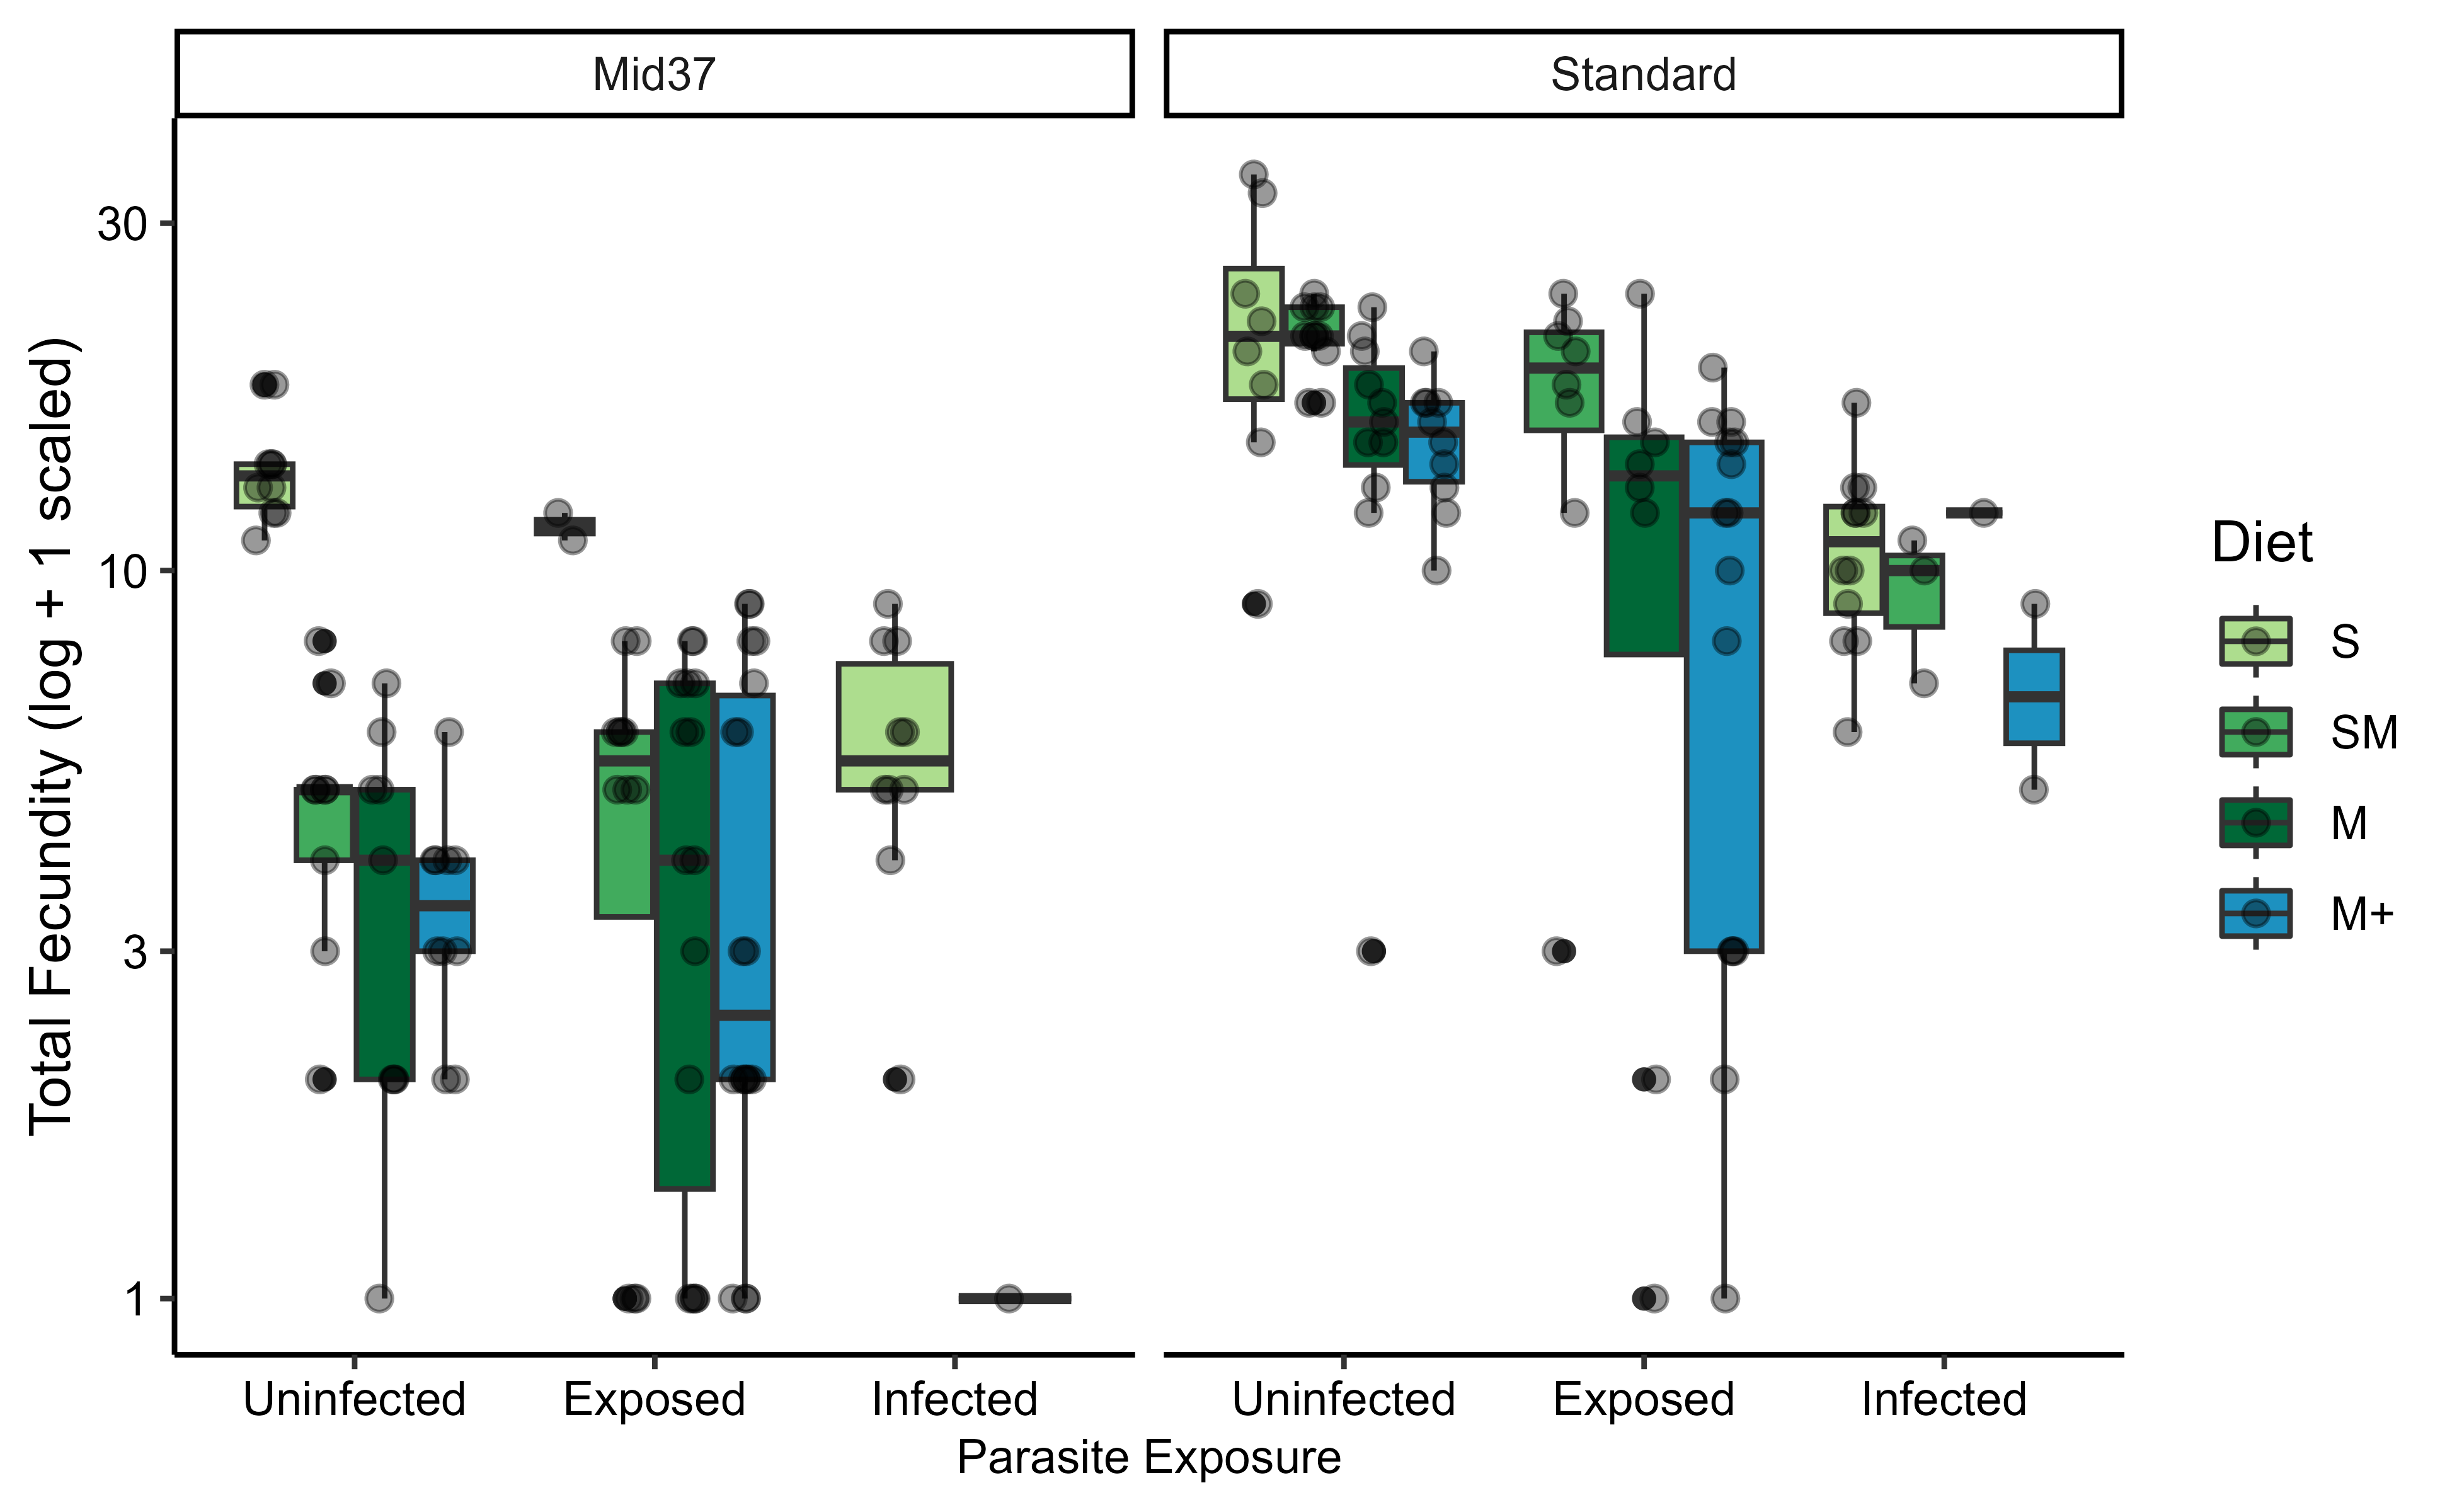 Mid37
Standard
Total Fecundity (log + 1 scaled)
30
10
3
1
Uninfected
Exposed
Infected
Uninfected
Exposed
Infected
Parasite Exposure
Diet
S
SM
M
M+